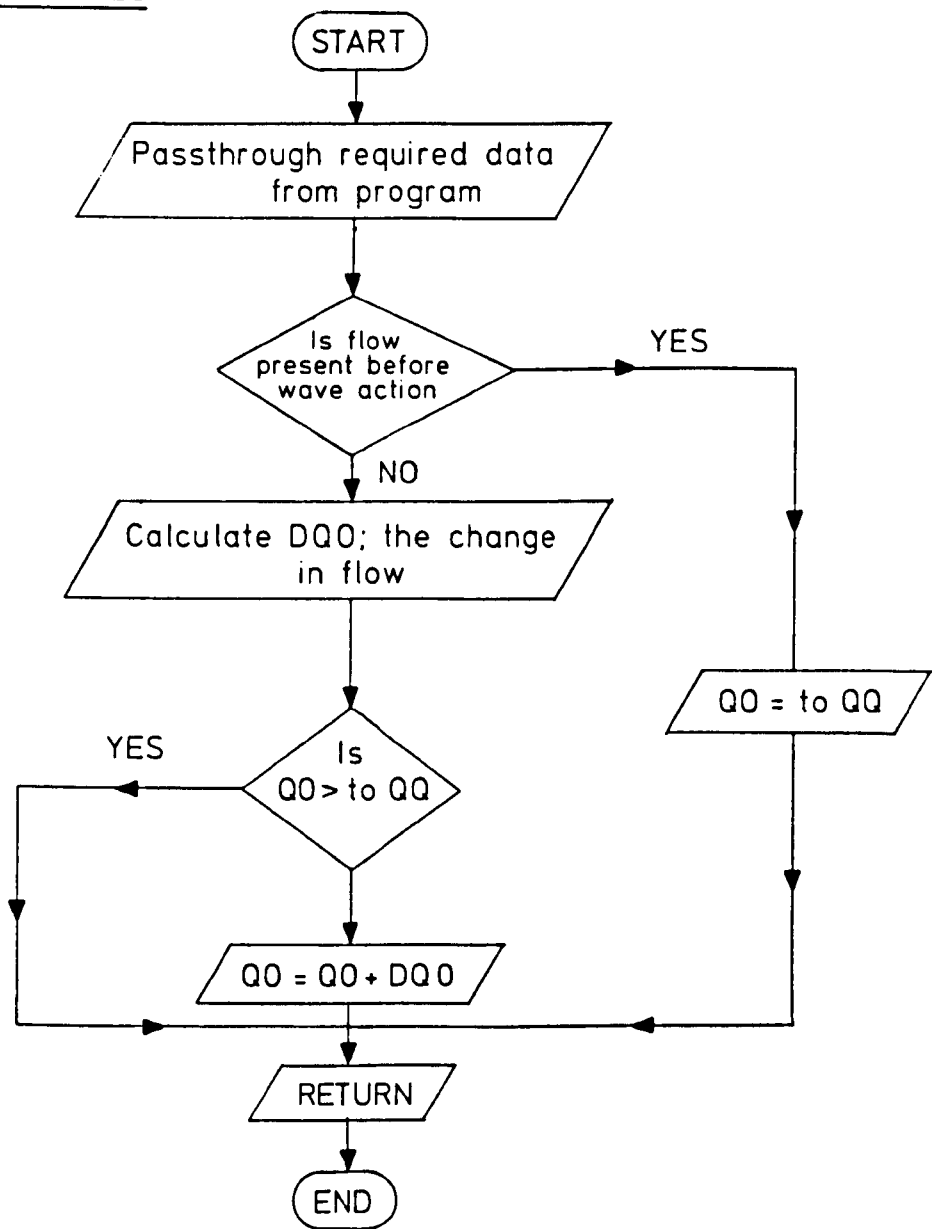 START
Passthrough required data
from program
Is flow
present before
wave action
YES
NO
Calculate DQO; the change
in flow
QO = to QQ
YES
Is
QO > to QQ
QO = QO + DQO
RETURN
END